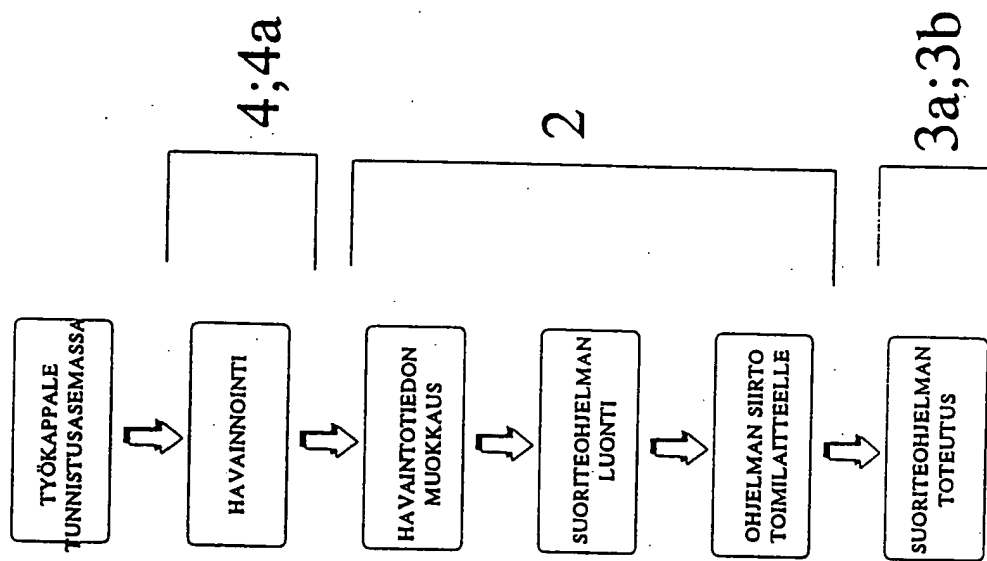 TYÖKAPPALE
TUNNISTUSASEMASSA
HAVAINNOINTI
4;4a
HAVAINTOTIEDON
MUOKKAUS
SUORITEOHJELMAN
LUONTI
2
OHJELMAN SIIRTO
TOIMILAITTEELLE
SUORITEOHJELMAN
TOTEUTUS
3a;3b